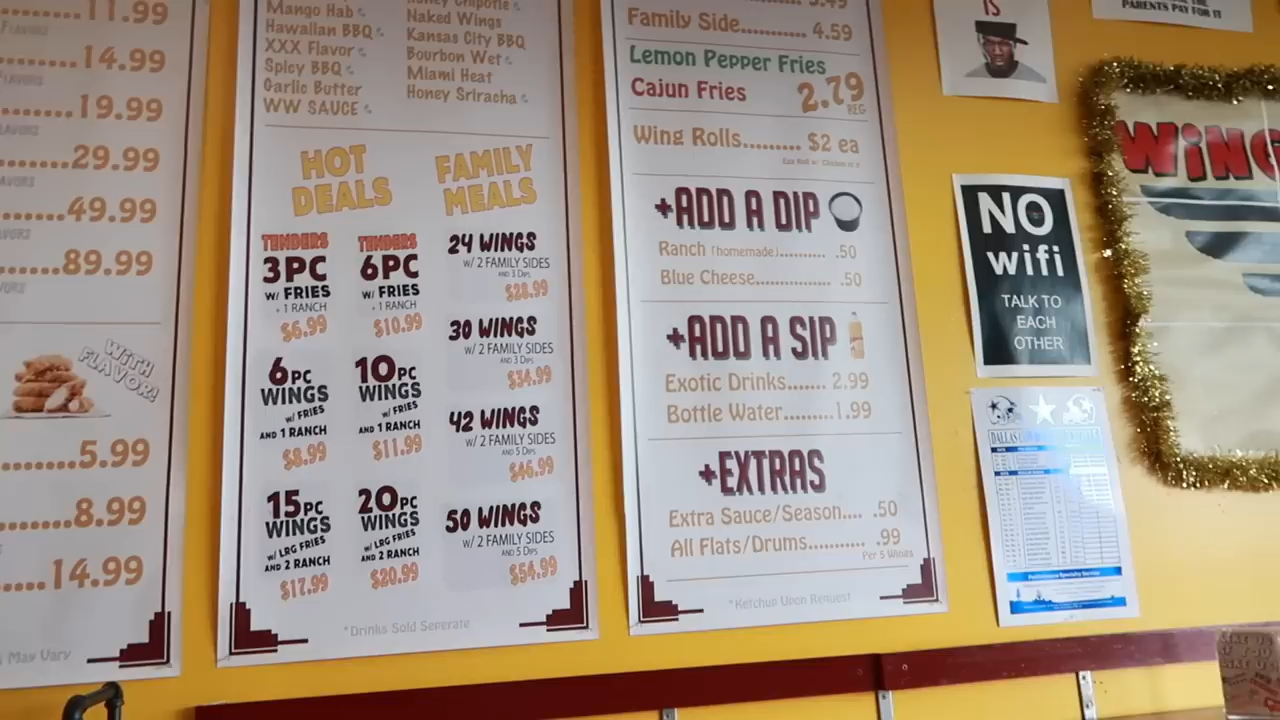 11.99
14.99
19.99
29.99
49.99
89.99
WITH
FLAVOR!
5.99
8.99
14.99
May Vary
Mango Hab
Hawaiian BBQ
XXX Flavor
Spicy BBQ
Garlic Butter
WW SAUCE
Honey Chipotle
Naked Wings
Kansas City BBQ
Bourbon Wet
Miami Heat
Honey Sriracha
HOT
DEALS
TENDERS
3PC
W/ FRIES
+ 1 RANCH
$6.99
TENDERS
6PC
W/ FRIES
+ 1 RANCH
$10.99
6PC
WINGS
W/ FRIES
AND 1 RANCH
$8.99
10PC
WINGS
W/ FRIES
AND 1 RANCH
$11.99
15PC
WINGS
W/ LRG FRIES
AND 2 RANCH
$17.99
20PC
WINGS
W/ LRG FRIES
AND 2 RANCH
$20.99
FAMILY
MEALS
24 WINGS
W/ 2 FAMILY SIDES
AND 3 DIPS
$28.99
30 WINGS
W/ 2 FAMILY SIDES
AND 3 DIPS
$34.99
42 WINGS
W/ 2 FAMILY SIDES
AND 5 DIPS
$46.99
50 WINGS
W/ 2 FAMILY SIDES
AND 5 DIPS
$54.99
*Drinks Sold Seperate
Family Side........... 4.59
Lemon Pepper Fries
Cajun Fries 2.79
REG
Wing Rolls......... $2 ea
+ADD A DIP
Ranch (homemade)............ .50
Blue Cheese.............. .50
+ADD A SIP
Exotic Drinks....... 2.99
Bottle Water.........1.99
+EXTRAS
Extra Sauce/Season.... .50
All Flats/Drums.......... .99
Per 5 Wings
*Ketchup Upon Request
IS
PARENTS PAY FOR IT
NO
wifi
TALK TO
EACH
OTHER
DALLAS
WING